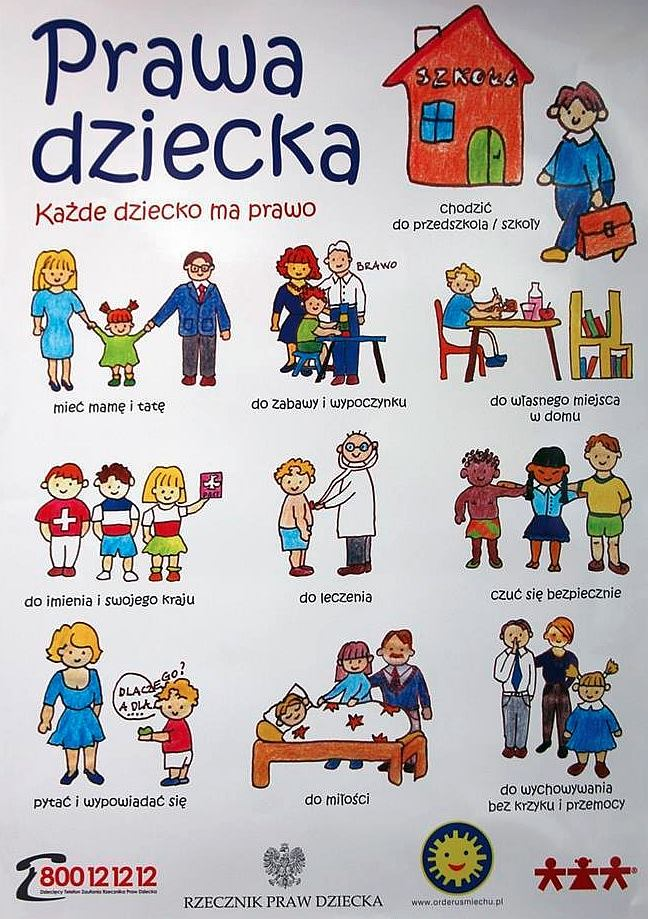 Prawa
dziecka
Każde dziecko ma prawo
SZKOŁA
chodzić
do przedszkola / szkoły
mieć mamę i tatę
BRAWO
do zabawy i wypoczynku
do własnego miejsca
w domu
do imienia i swojego kraju
do leczenia
czuć się bezpiecznie
DLACZEGO?
A DLA
pytać i wypowiadać się
do miłości
do wychowywania
bez krzyku i przemocy
800 12 12 12
Dziecięcy Telefon Zaufania Rzecznika Praw Dziecka
RZECZNIK PRAW DZIECKA
www.orderusmiechu.pl